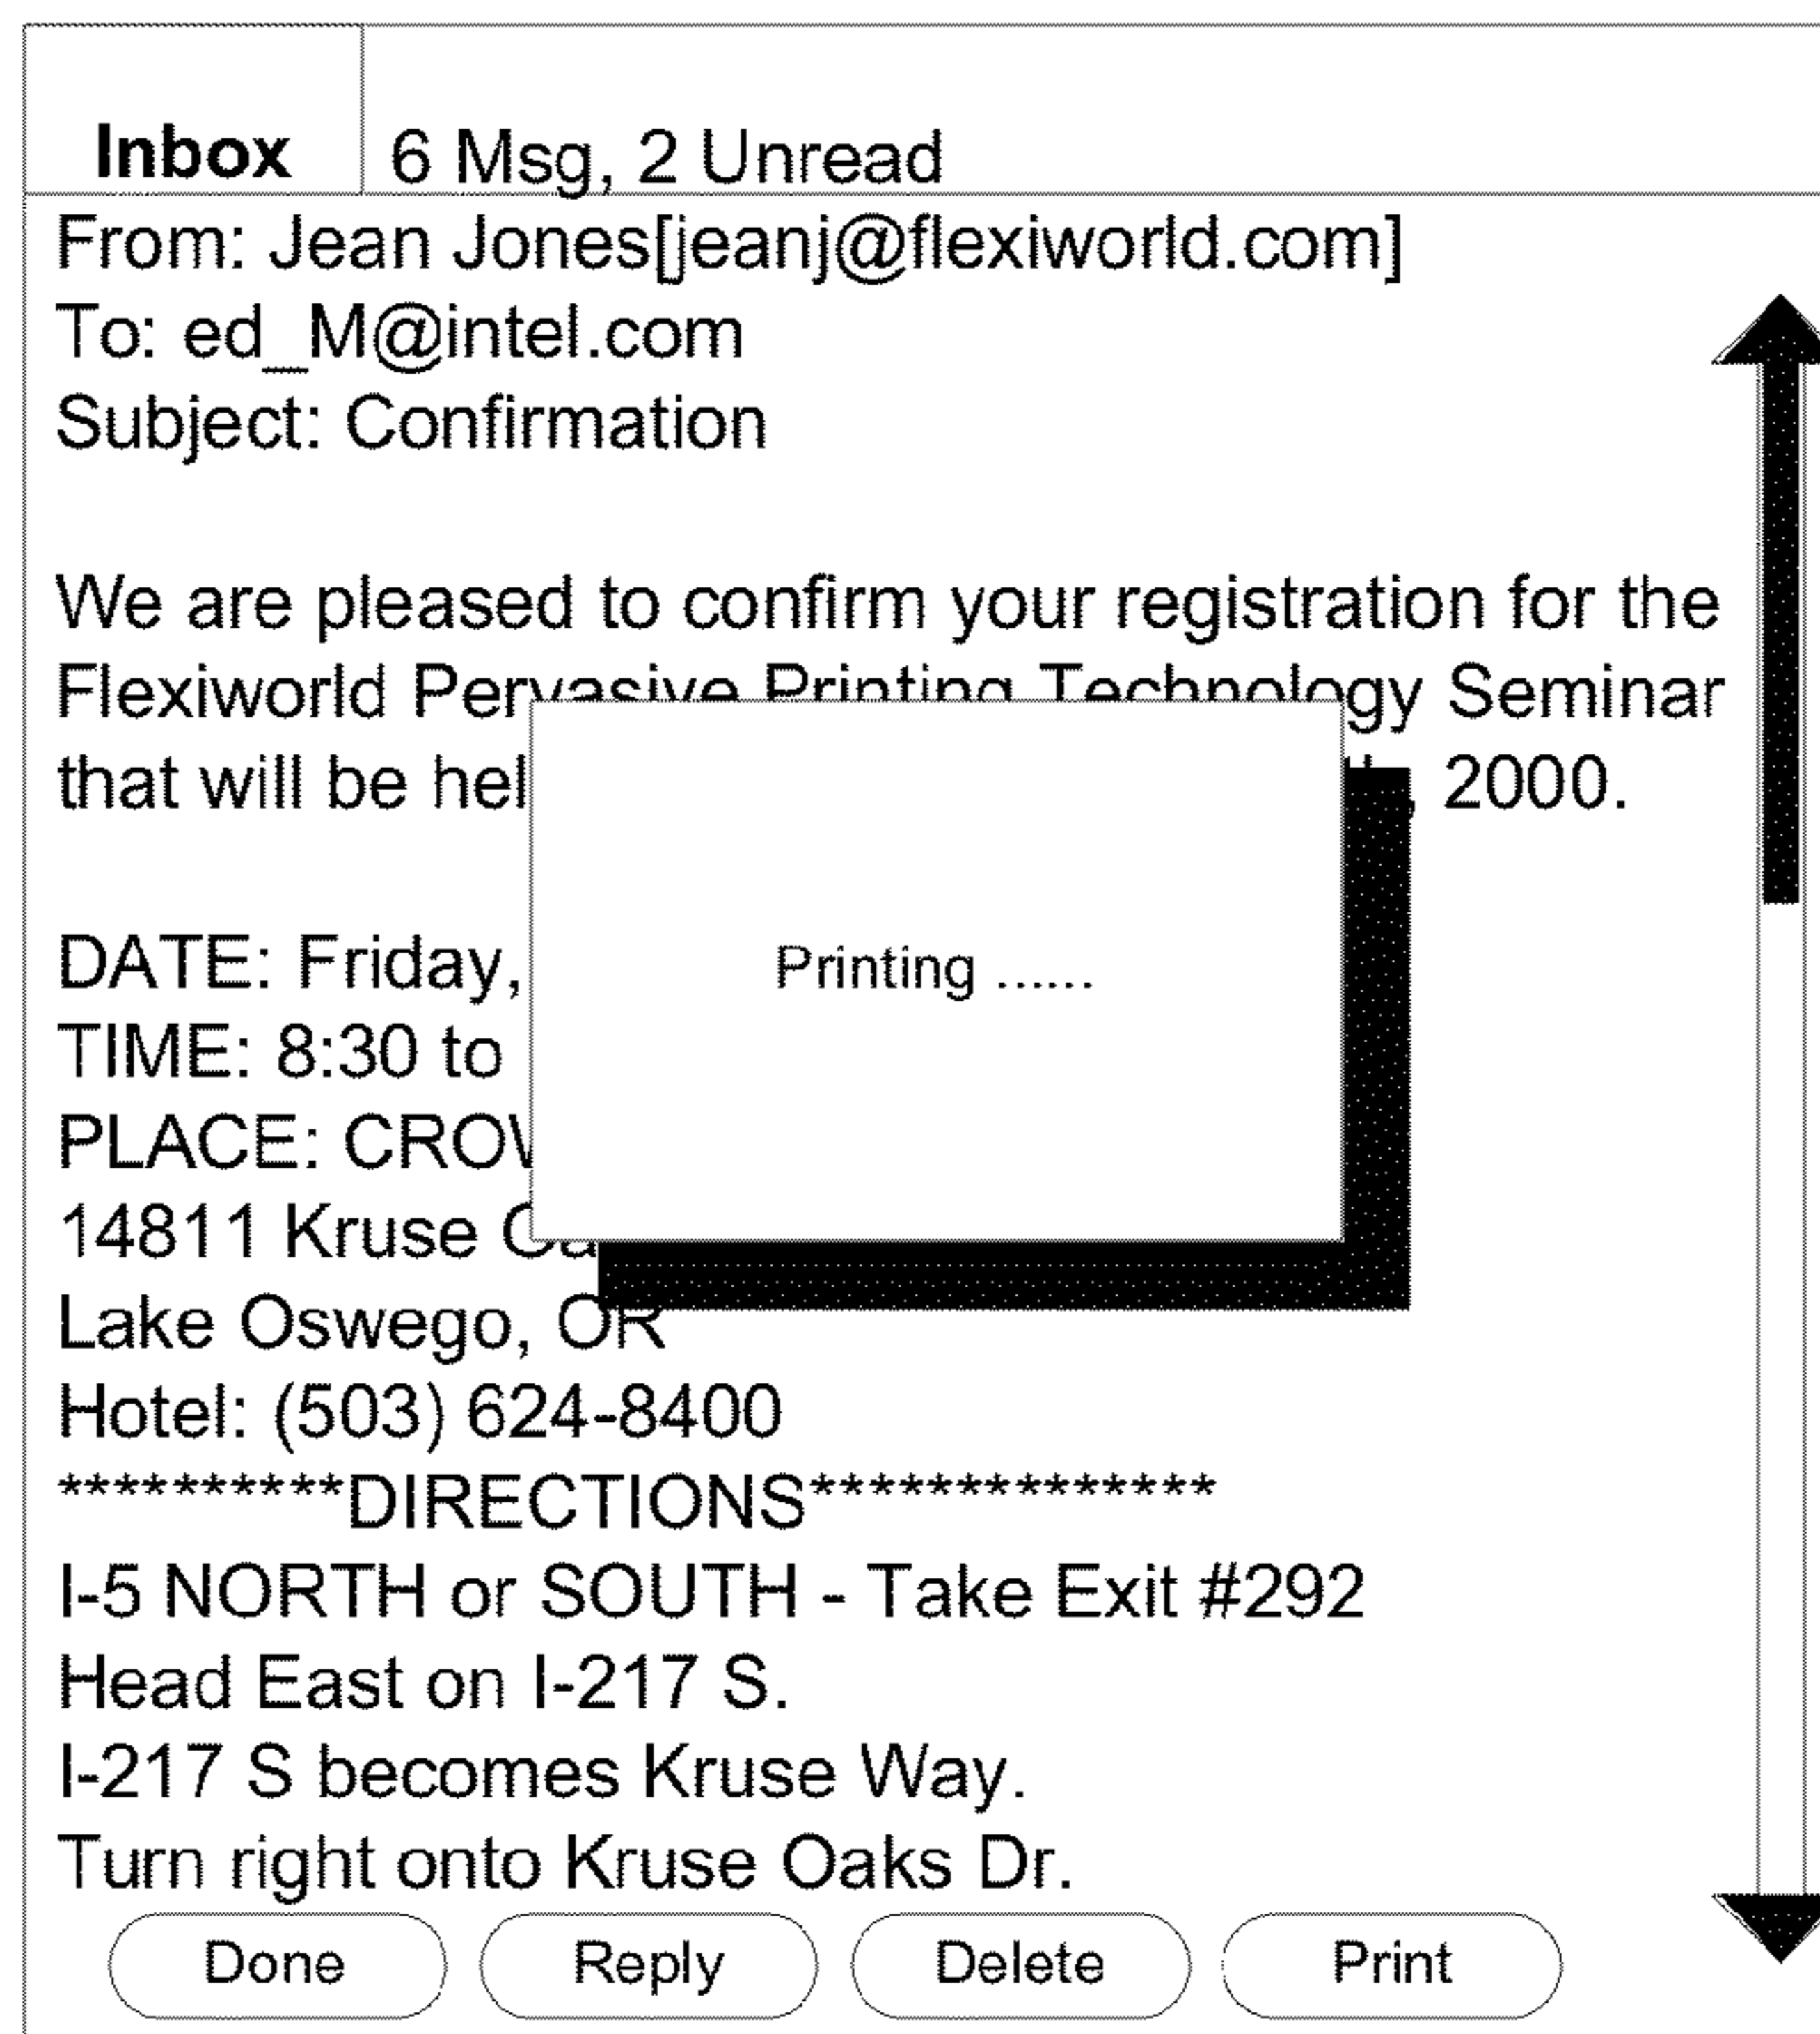 Inbox 6 Msg, 2 Unread
From: Jean Jones[jeanj@flexiworld.com]
To: ed_M@intel.com
Subject: Confirmation
We are pleased to confirm your registration for the
Flexiworld Pervasive Printing Technology Seminar
that will be 2000.
DATE: Friday,
Printing ......
TIME: 8:30 to
PLACE:
14811 Kruse
Lake Oswego, OR
Hotel: (503) 624-8400
**********DIRECTIONS**************
I-5 NORTH or SOUTH - Take Exit #292
Head East on I-217 S.
I-217 S becomes Kruse Way.
Turn right onto Kruse Oaks Dr.
Done Reply Delete Print